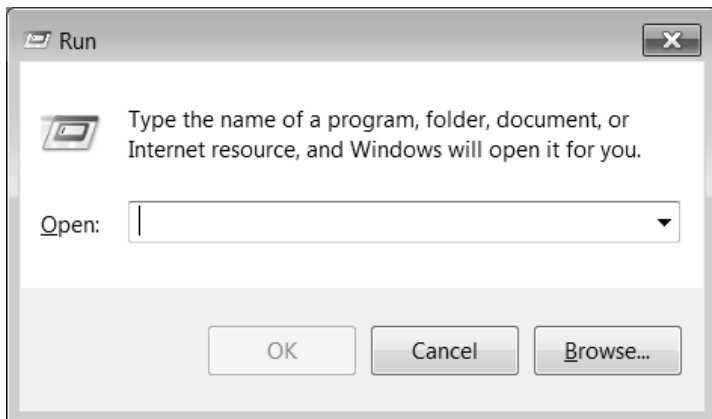 Run
Type the name of a program, folder, document, or
Internet resource, and Windows will open it for you.
Open:
OK Cancel Browse...